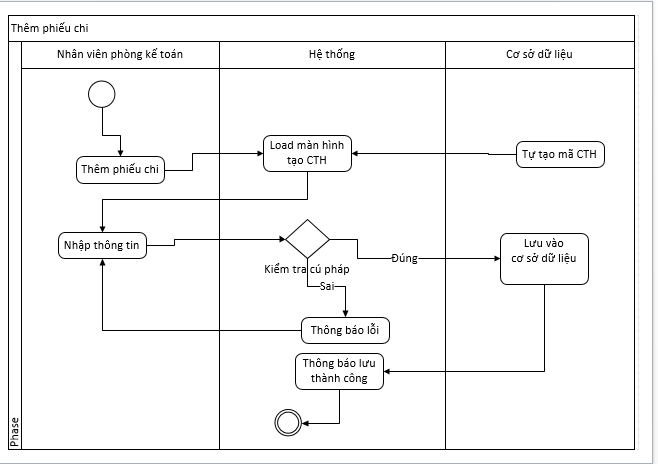 Thêm phiếu chi
Nhân viên phòng kế toán
Hệ thống
Cơ sở dữ liệu
Thêm phiếu chi
Load màn hình
tạo CTH
Tự tạo mã CTH
Nhập thông tin
Kiểm tra cú pháp
Đúng
Lưu vào
cơ sở dữ liệu
Sai
Thông báo lỗi
Thông báo lưu
thành công
Phase